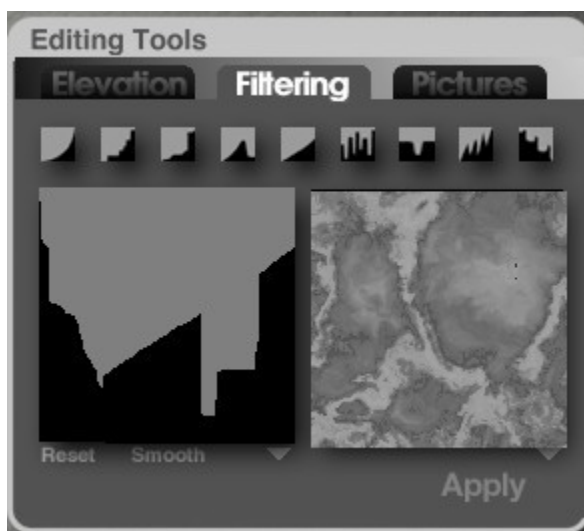 Editing Tools
Elevation Filtering Pictures
Reset Smooth
Apply